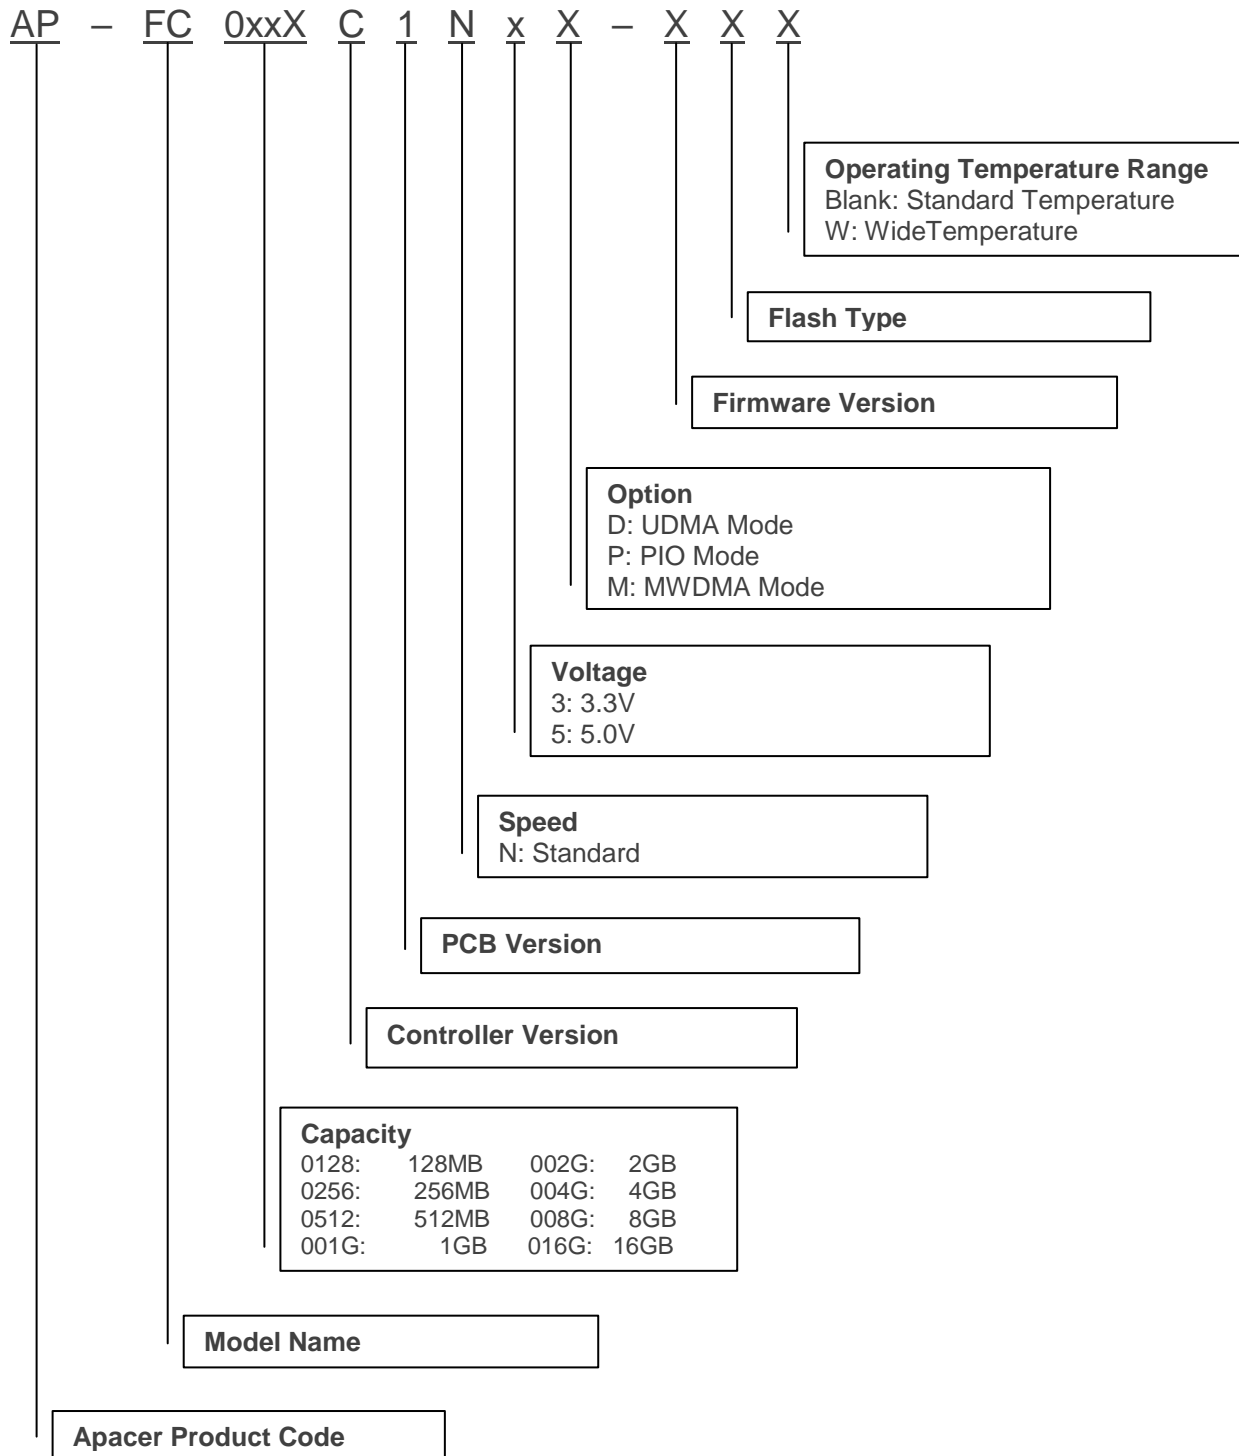 AP – FC 0xxX C 1 N x X – X X X
Operating Temperature Range
Blank: Standard Temperature
W: WideTemperature
Flash Type
Firmware Version
Option
D: UDMA Mode
P: PIO Mode
M: MWDMA Mode
Voltage
3: 3.3V
5: 5.0V
Speed
N: Standard
PCB Version
Controller Version
Capacity
0128: 128MB 002G: 2GB
0256: 256MB 004G: 4GB
0512: 512MB 008G: 8GB
001G: 1GB 016G: 16GB
Model Name
Apacer Product Code